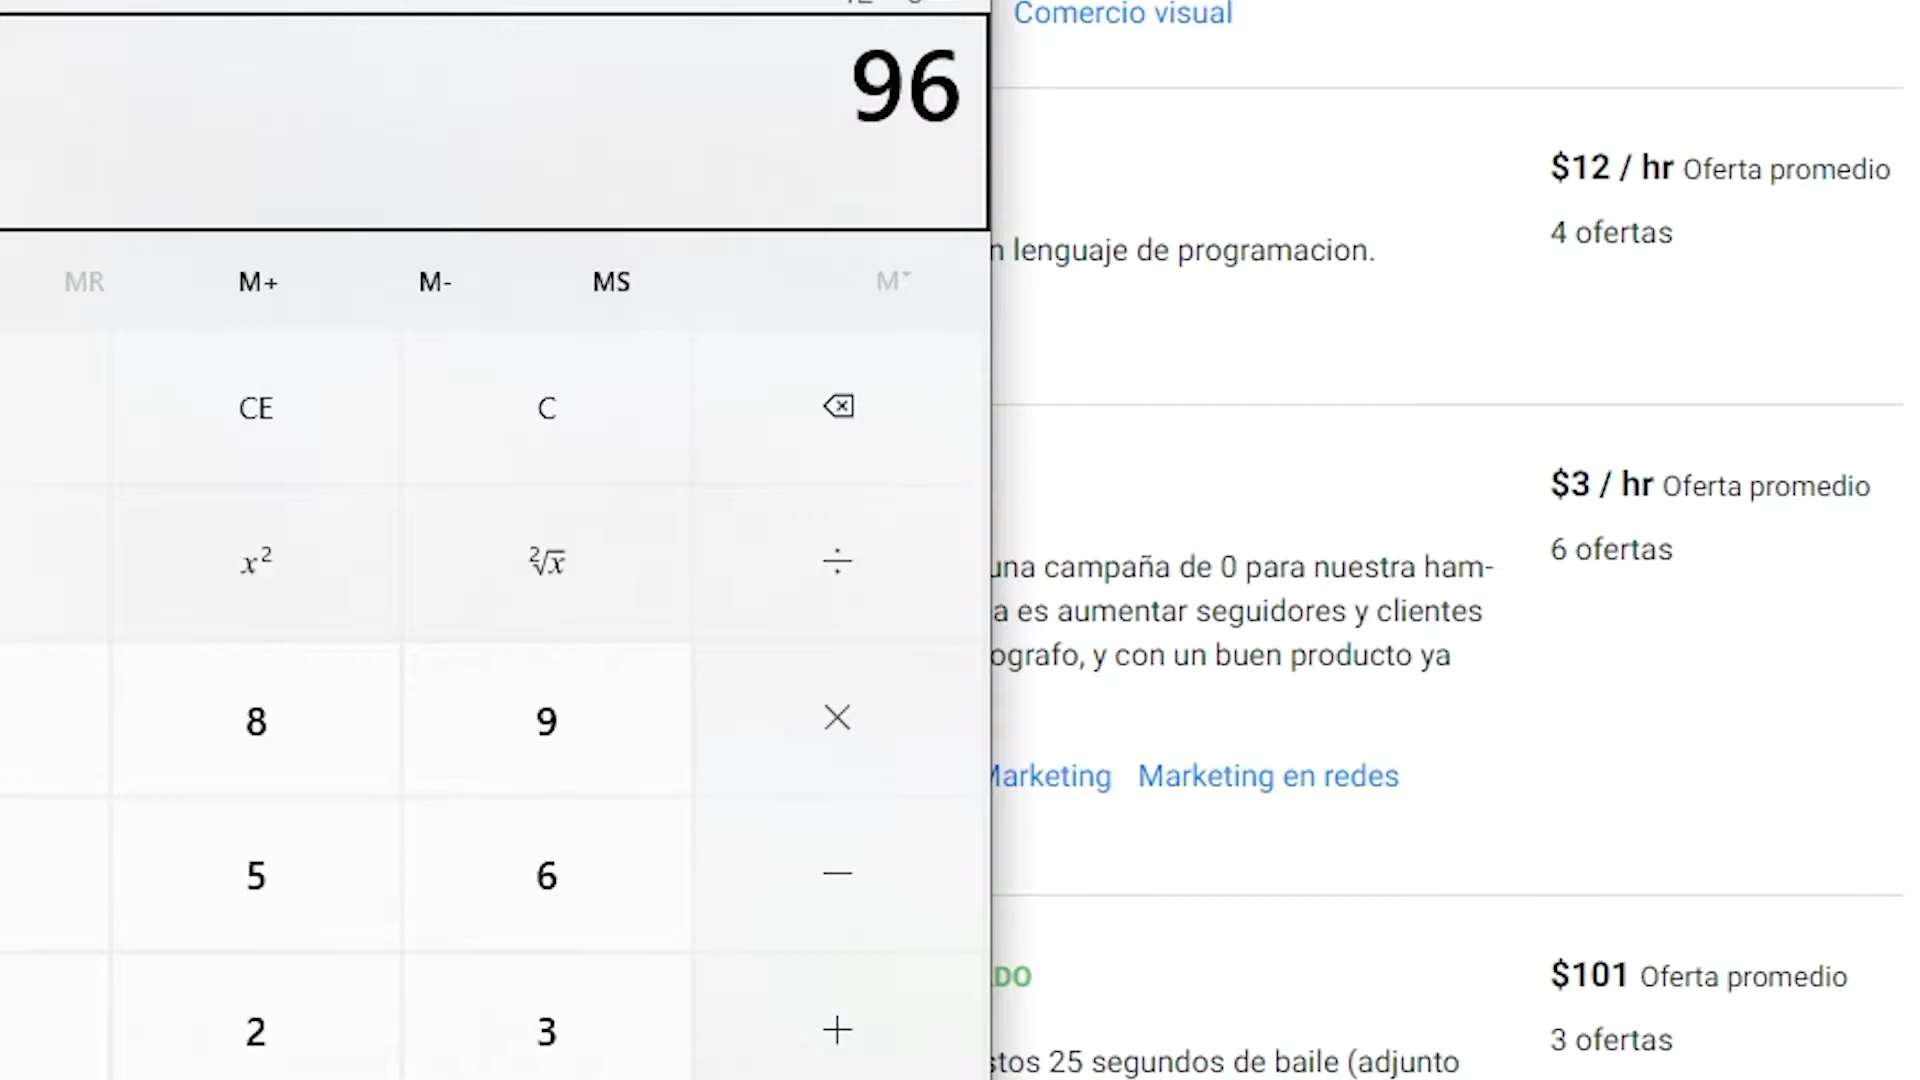 96
MR M+ M- MS M˅
CE C
x² ²√x ÷
8 9 ×
5 6 −
2 3 +
Comercio visual
$12 / hr Oferta promedio
4 ofertas
lenguaje de programacion.
$3 / hr Oferta promedio
6 ofertas
una campaña de 0 para nuestra ham-
a es aumentar seguidores y clientes
ografo, y con un buen producto ya
Marketing Marketing en redes
DO
$101 Oferta promedio
3 ofertas
stos 25 segundos de baile (adjunto